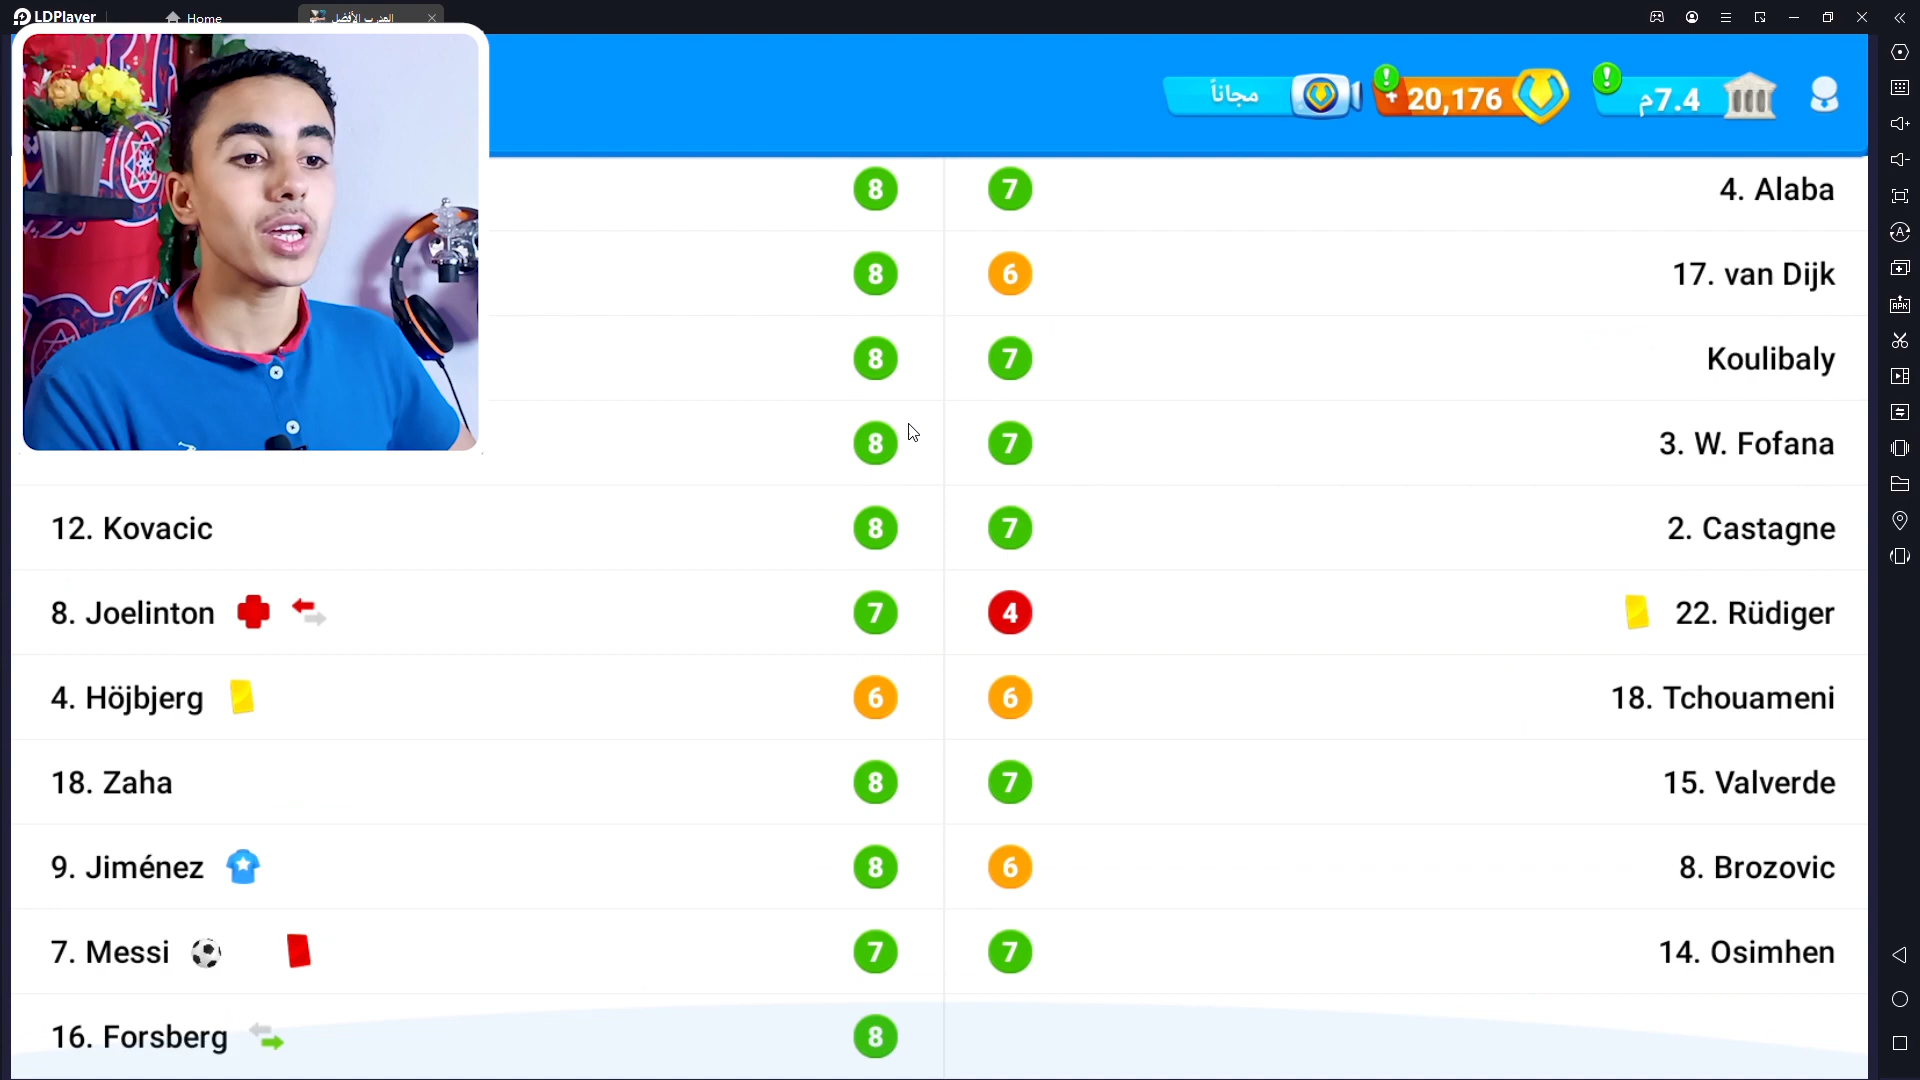 LDPlayer
Home
المدرب الأفضل
مجاناً
20,176
7.4م
8 7 4. Alaba
8 6 17. van Dijk
8 7 Koulibaly
8 7 3. W. Fofana
12. Kovacic 8 7 2. Castagne
8. Joelinton 7 4 22. Rüdiger
4. Höjbjerg 6 6 18. Tchouameni
18. Zaha 8 7 15. Valverde
9. Jiménez 8 6 8. Brozovic
7. Messi 7 7 14. Osimhen
16. Forsberg 8